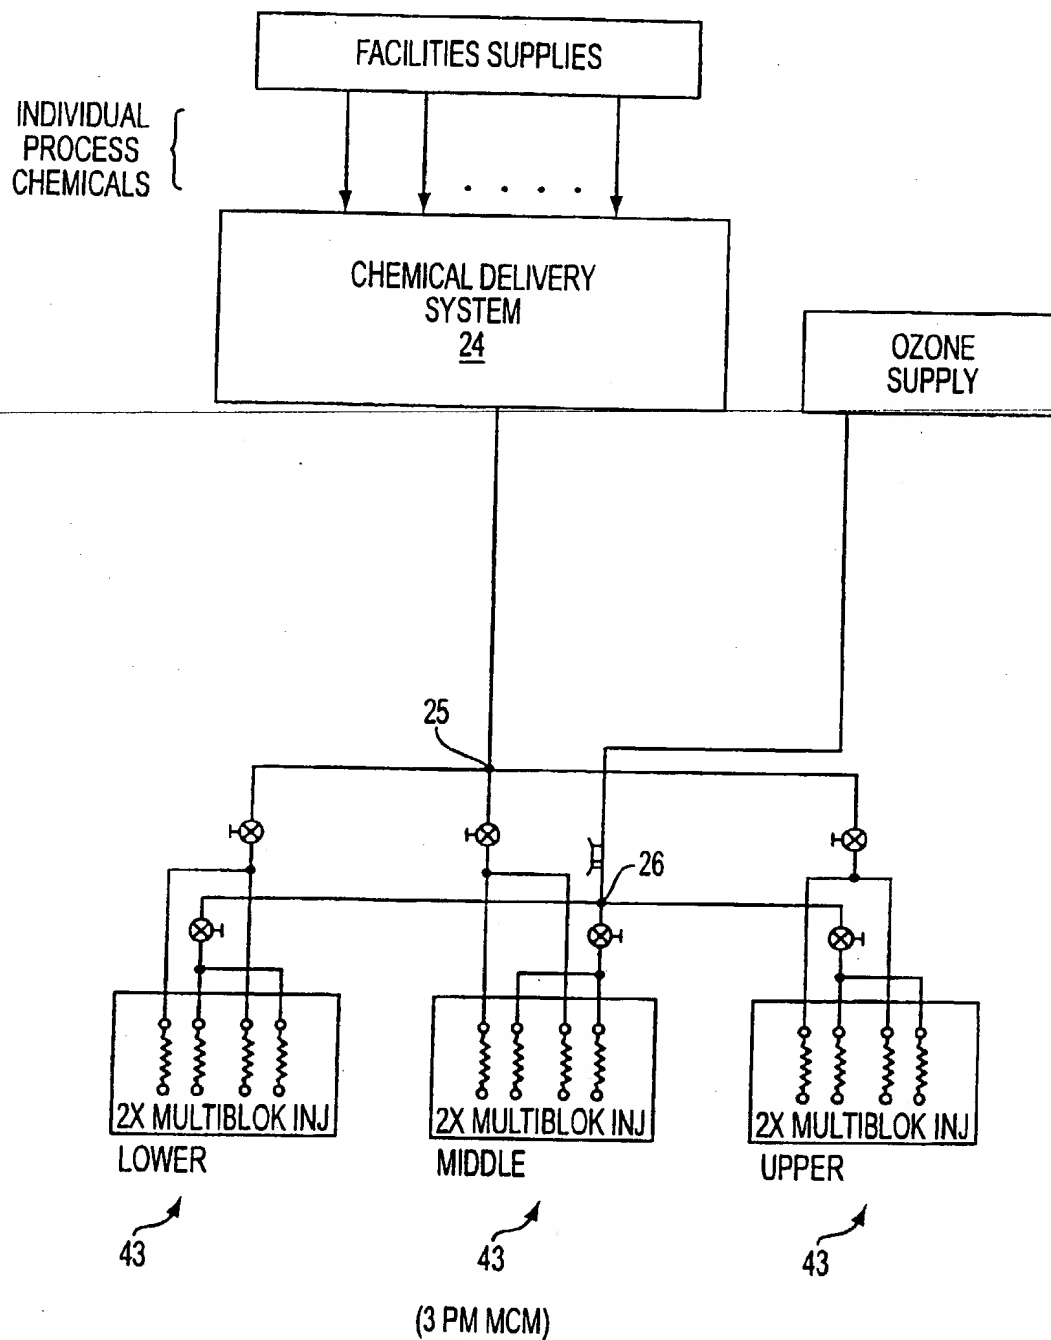 FACILITIES SUPPLIES
INDIVIDUAL
PROCESS
CHEMICALS
CHEMICAL DELIVERY
SYSTEM
24
OZONE
SUPPLY
25
26
2X MULTIBLOK INJ
2X MULTIBLOK INJ
2X MULTIBLOK INJ
LOWER
MIDDLE
UPPER
43
43
43
(3 PM MCM)